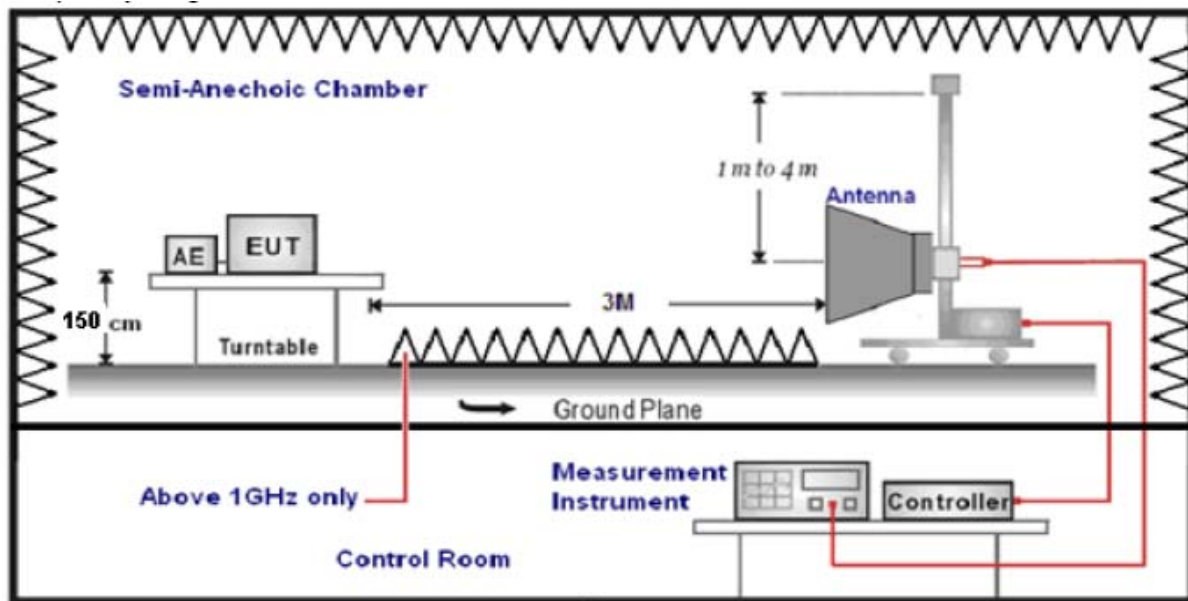 Semi-Anechoic Chamber
1 m to 4 m
Antenna
AE
EUT
3M
150 cm
Turntable
Ground Plane
Above 1GHz only
Measurement
Instrument
Controller
Control Room